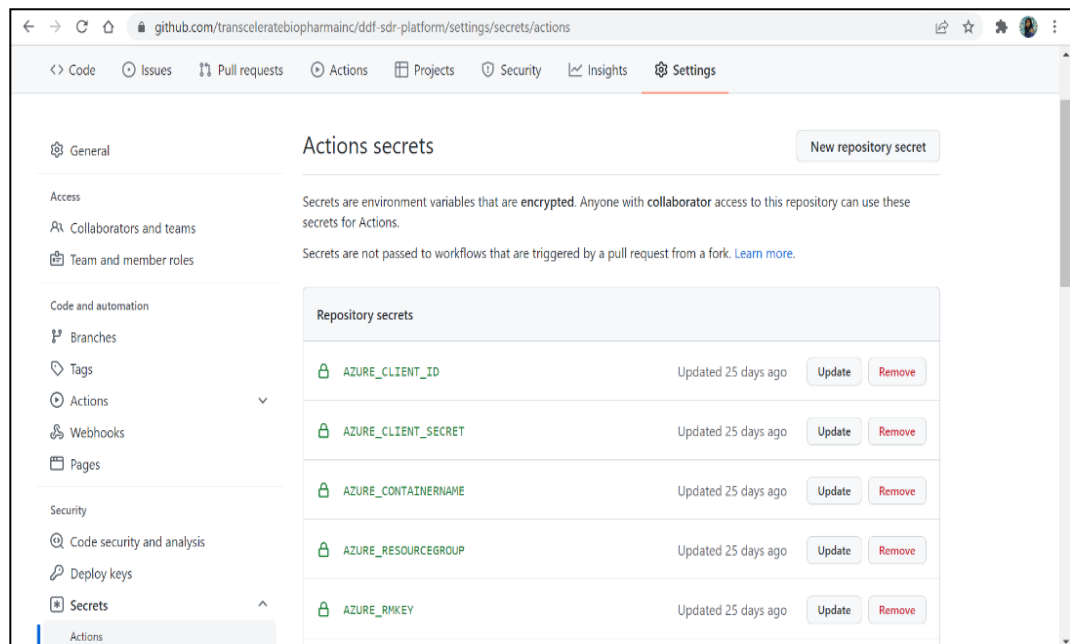 github.com/transceleratebiopharmainc/ddf-sdr-platform/settings/secrets/actions
<> Code Issues Pull requests Actions Projects Security Insights Settings
General
Access
Collaborators and teams
Team and member roles
Code and automation
Branches
Tags
Actions
Webhooks
Pages
Security
Code security and analysis
Deploy keys
Secrets
Actions
Actions secrets New repository secret
Secrets are environment variables that are encrypted. Anyone with collaborator access to this repository can use these
secrets for Actions.
Secrets are not passed to workflows that are triggered by a pull request from a fork. Learn more.
Repository secrets
AZURE_CLIENT_ID Updated 25 days ago Update Remove
AZURE_CLIENT_SECRET Updated 25 days ago Update Remove
AZURE_CONTAINERNAME Updated 25 days ago Update Remove
AZURE_RESOURCEGROUP Updated 25 days ago Update Remove
AZURE_RMKEY Updated 25 days ago Update Remove